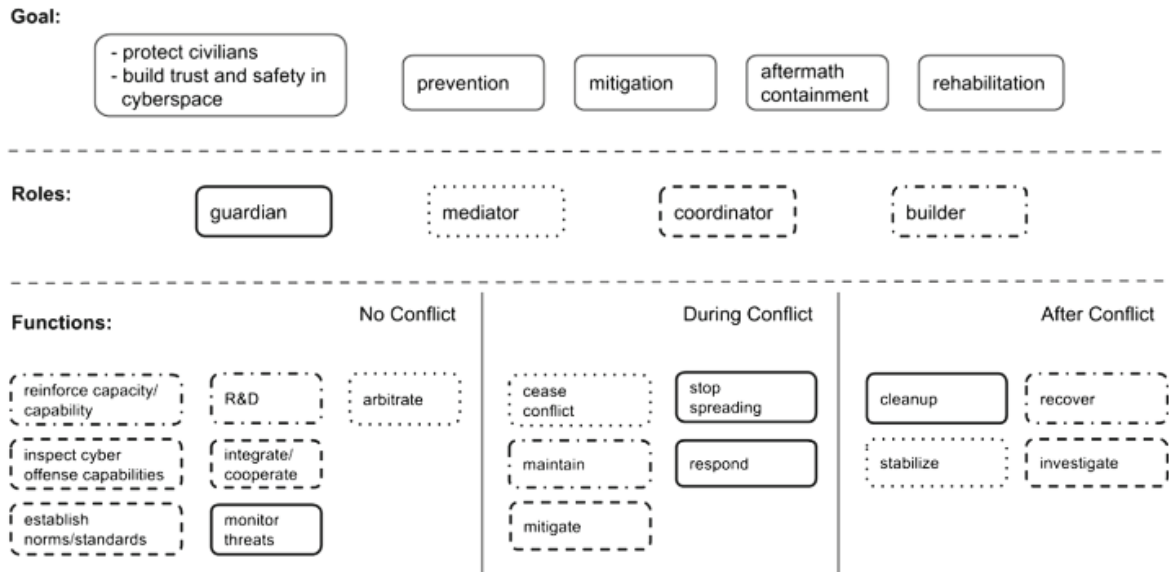 Goal:
- protect civilians
- build trust and safety in
cyberspace
prevention
mitigation
aftermath
containment
rehabilitation
Roles:
guardian
mediator
coordinator
builder
Functions:
No Conflict
During Conflict
After Conflict
reinforce capacity/
capability
R&D
arbitrate
inspect cyber
offense capabilities
integrate/
cooperate
establish
norms/standards
monitor
threats
cease
conflict
stop
spreading
maintain
respond
mitigate
cleanup
recover
stabilize
investigate